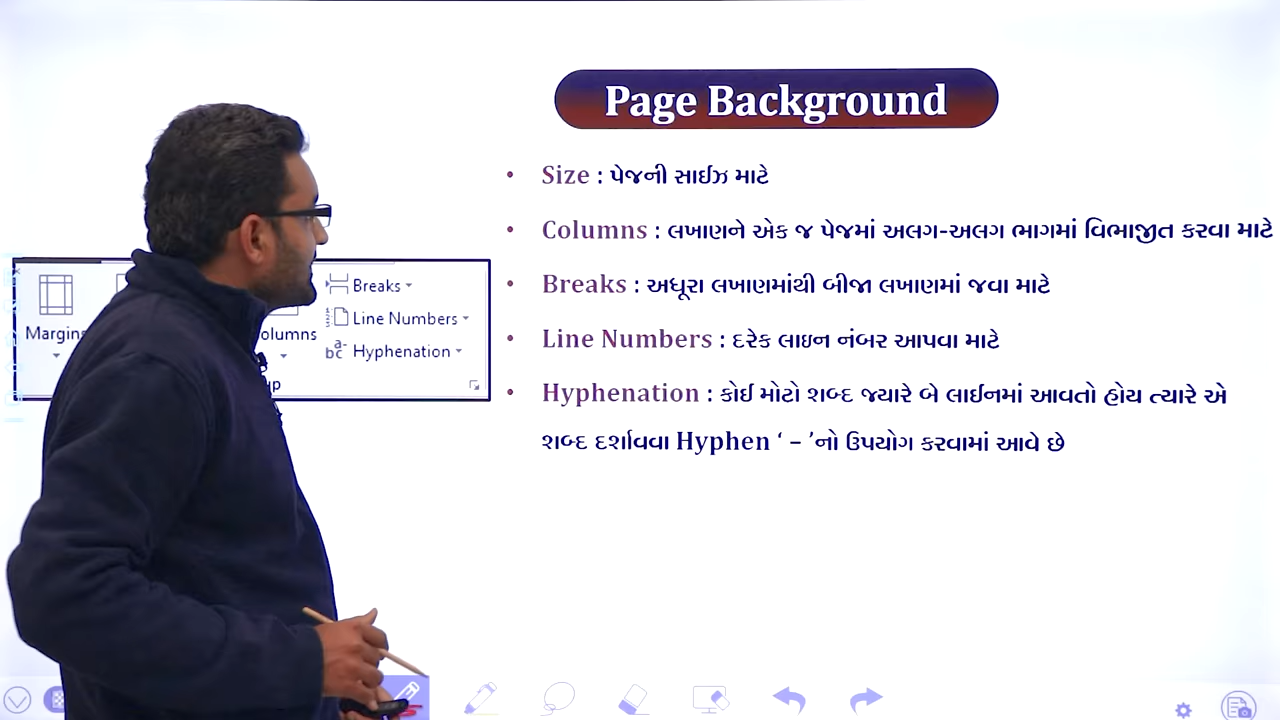 Page Background
• Size : પેજની સાઈઝ માટે
• Columns : લખાણને એક જ પેજમાં અલગ-અલગ ભાગમાં વિભાજીત કરવા માટે
• Breaks : અધૂરા લખાણમાંથી બીજા લખાણમાં જવા માટે
• Line Numbers : દરેક લાઇન નંબર આપવા માટે
• Hyphenation : કોઈ મોટો શબ્દ જ્યારે બે લાઈનમાં આવતો હોય ત્યારે એ
શબ્દ દર્શાવવા Hyphen ‘ – ’નો ઉપયોગ કરવામાં આવે છે
Breaks
Line Numbers
Margins
Hyphenation